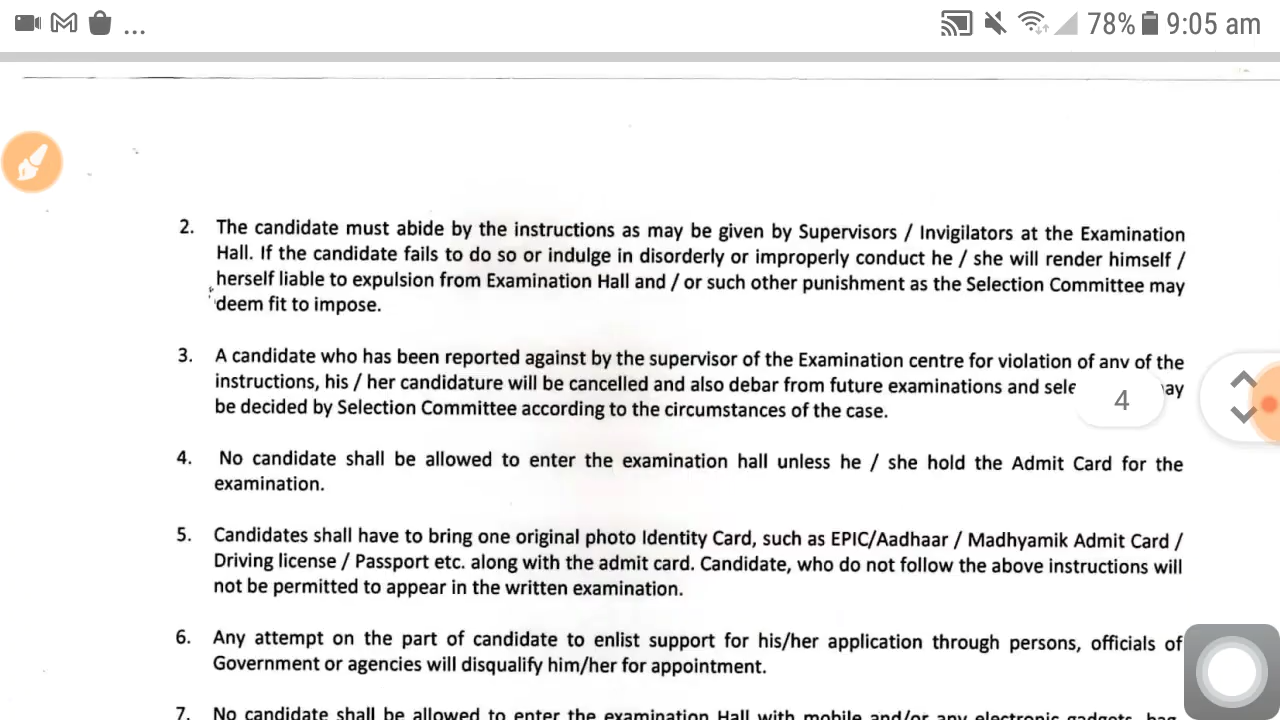 ...
78% 9:05 am
2. The candidate must abide by the instructions as may be given by Supervisors / Invigilators at the Examination
Hall. If the candidate fails to do so or indulge in disorderly or improperly conduct he / she will render himself /
herself liable to expulsion from Examination Hall and / or such other punishment as the Selection Committee may
deem fit to impose.
3. A candidate who has been reported against by the supervisor of the Examination centre for violation of any of the
instructions, his / her candidature will be cancelled and also debar from future examinations and sele ay
be decided by Selection Committee according to the circumstances of the case.
4
4. No candidate shall be allowed to enter the examination hall unless he / she hold the Admit Card for the
examination.
5. Candidates shall have to bring one original photo Identity Card, such as EPIC/Aadhaar / Madhyamik Admit Card /
Driving license / Passport etc. along with the admit card. Candidate, who do not follow the above instructions will
not be permitted to appear in the written examination.
6. Any attempt on the part of candidate to enlist support for his/her application through persons, officials of
Government or agencies will disqualify him/her for appointment.
7. No candidate shall be allowed to enter the examination Hall with mobile and/or any electronic gadgets, bag